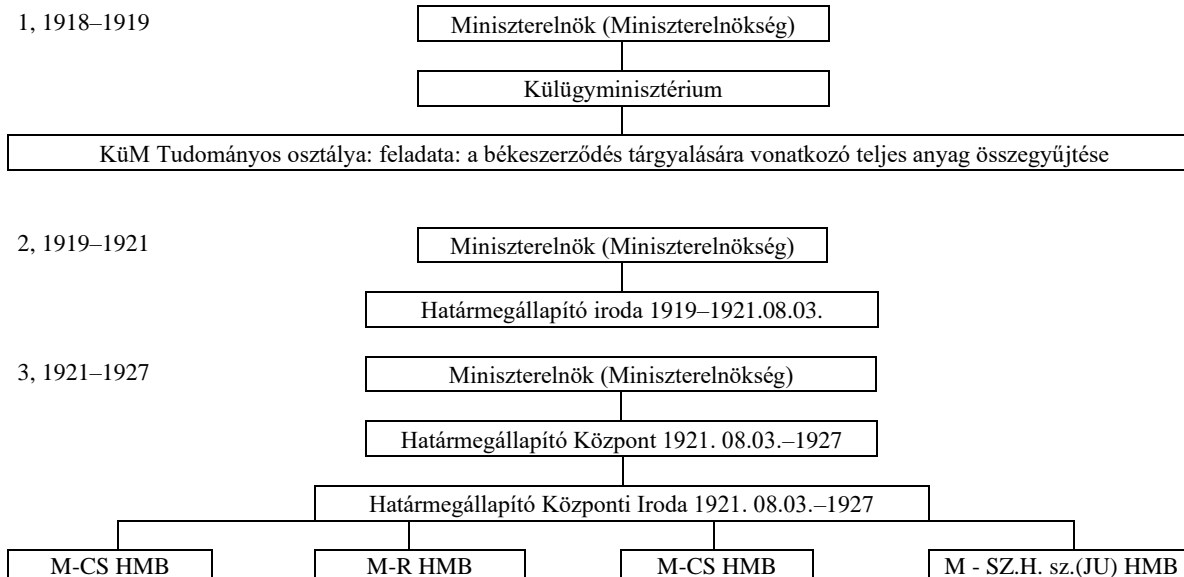 1, 1918–1919
Miniszterelnök (Miniszterelnökség)
Külügyminisztérium
KüM Tudományos osztálya: feladata: a békeszerződés tárgyalására vonatkozó teljes anyag összegyűjtése
2, 1919–1921
Miniszterelnök (Miniszterelnökség)
Határmegállapító iroda 1919–1921.08.03.
3, 1921–1927
Miniszterelnök (Miniszterelnökség)
Határmegállapító Központ 1921. 08.03.–1927
Határmegállapító Központi Iroda 1921. 08.03.–1927
M-CS HMB
M-R HMB
M-CS HMB
M - SZ.H. sz.(JU) HMB